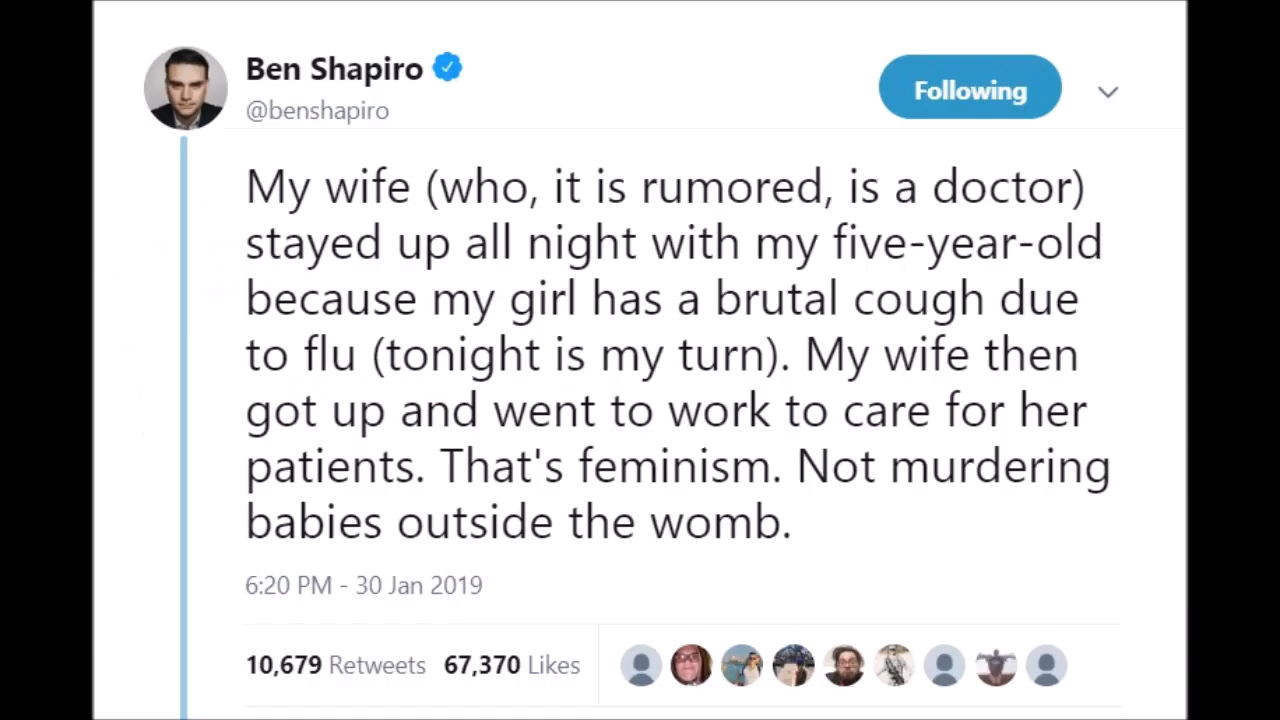 Ben Shapiro
@benshapiro
Following
My wife (who, it is rumored, is a doctor)
stayed up all night with my five-year-old
because my girl has a brutal cough due
to flu (tonight is my turn). My wife then
got up and went to work to care for her
patients. That's feminism. Not murdering
babies outside the womb.
6:20 PM - 30 Jan 2019
10,679 Retweets 67,370 Likes